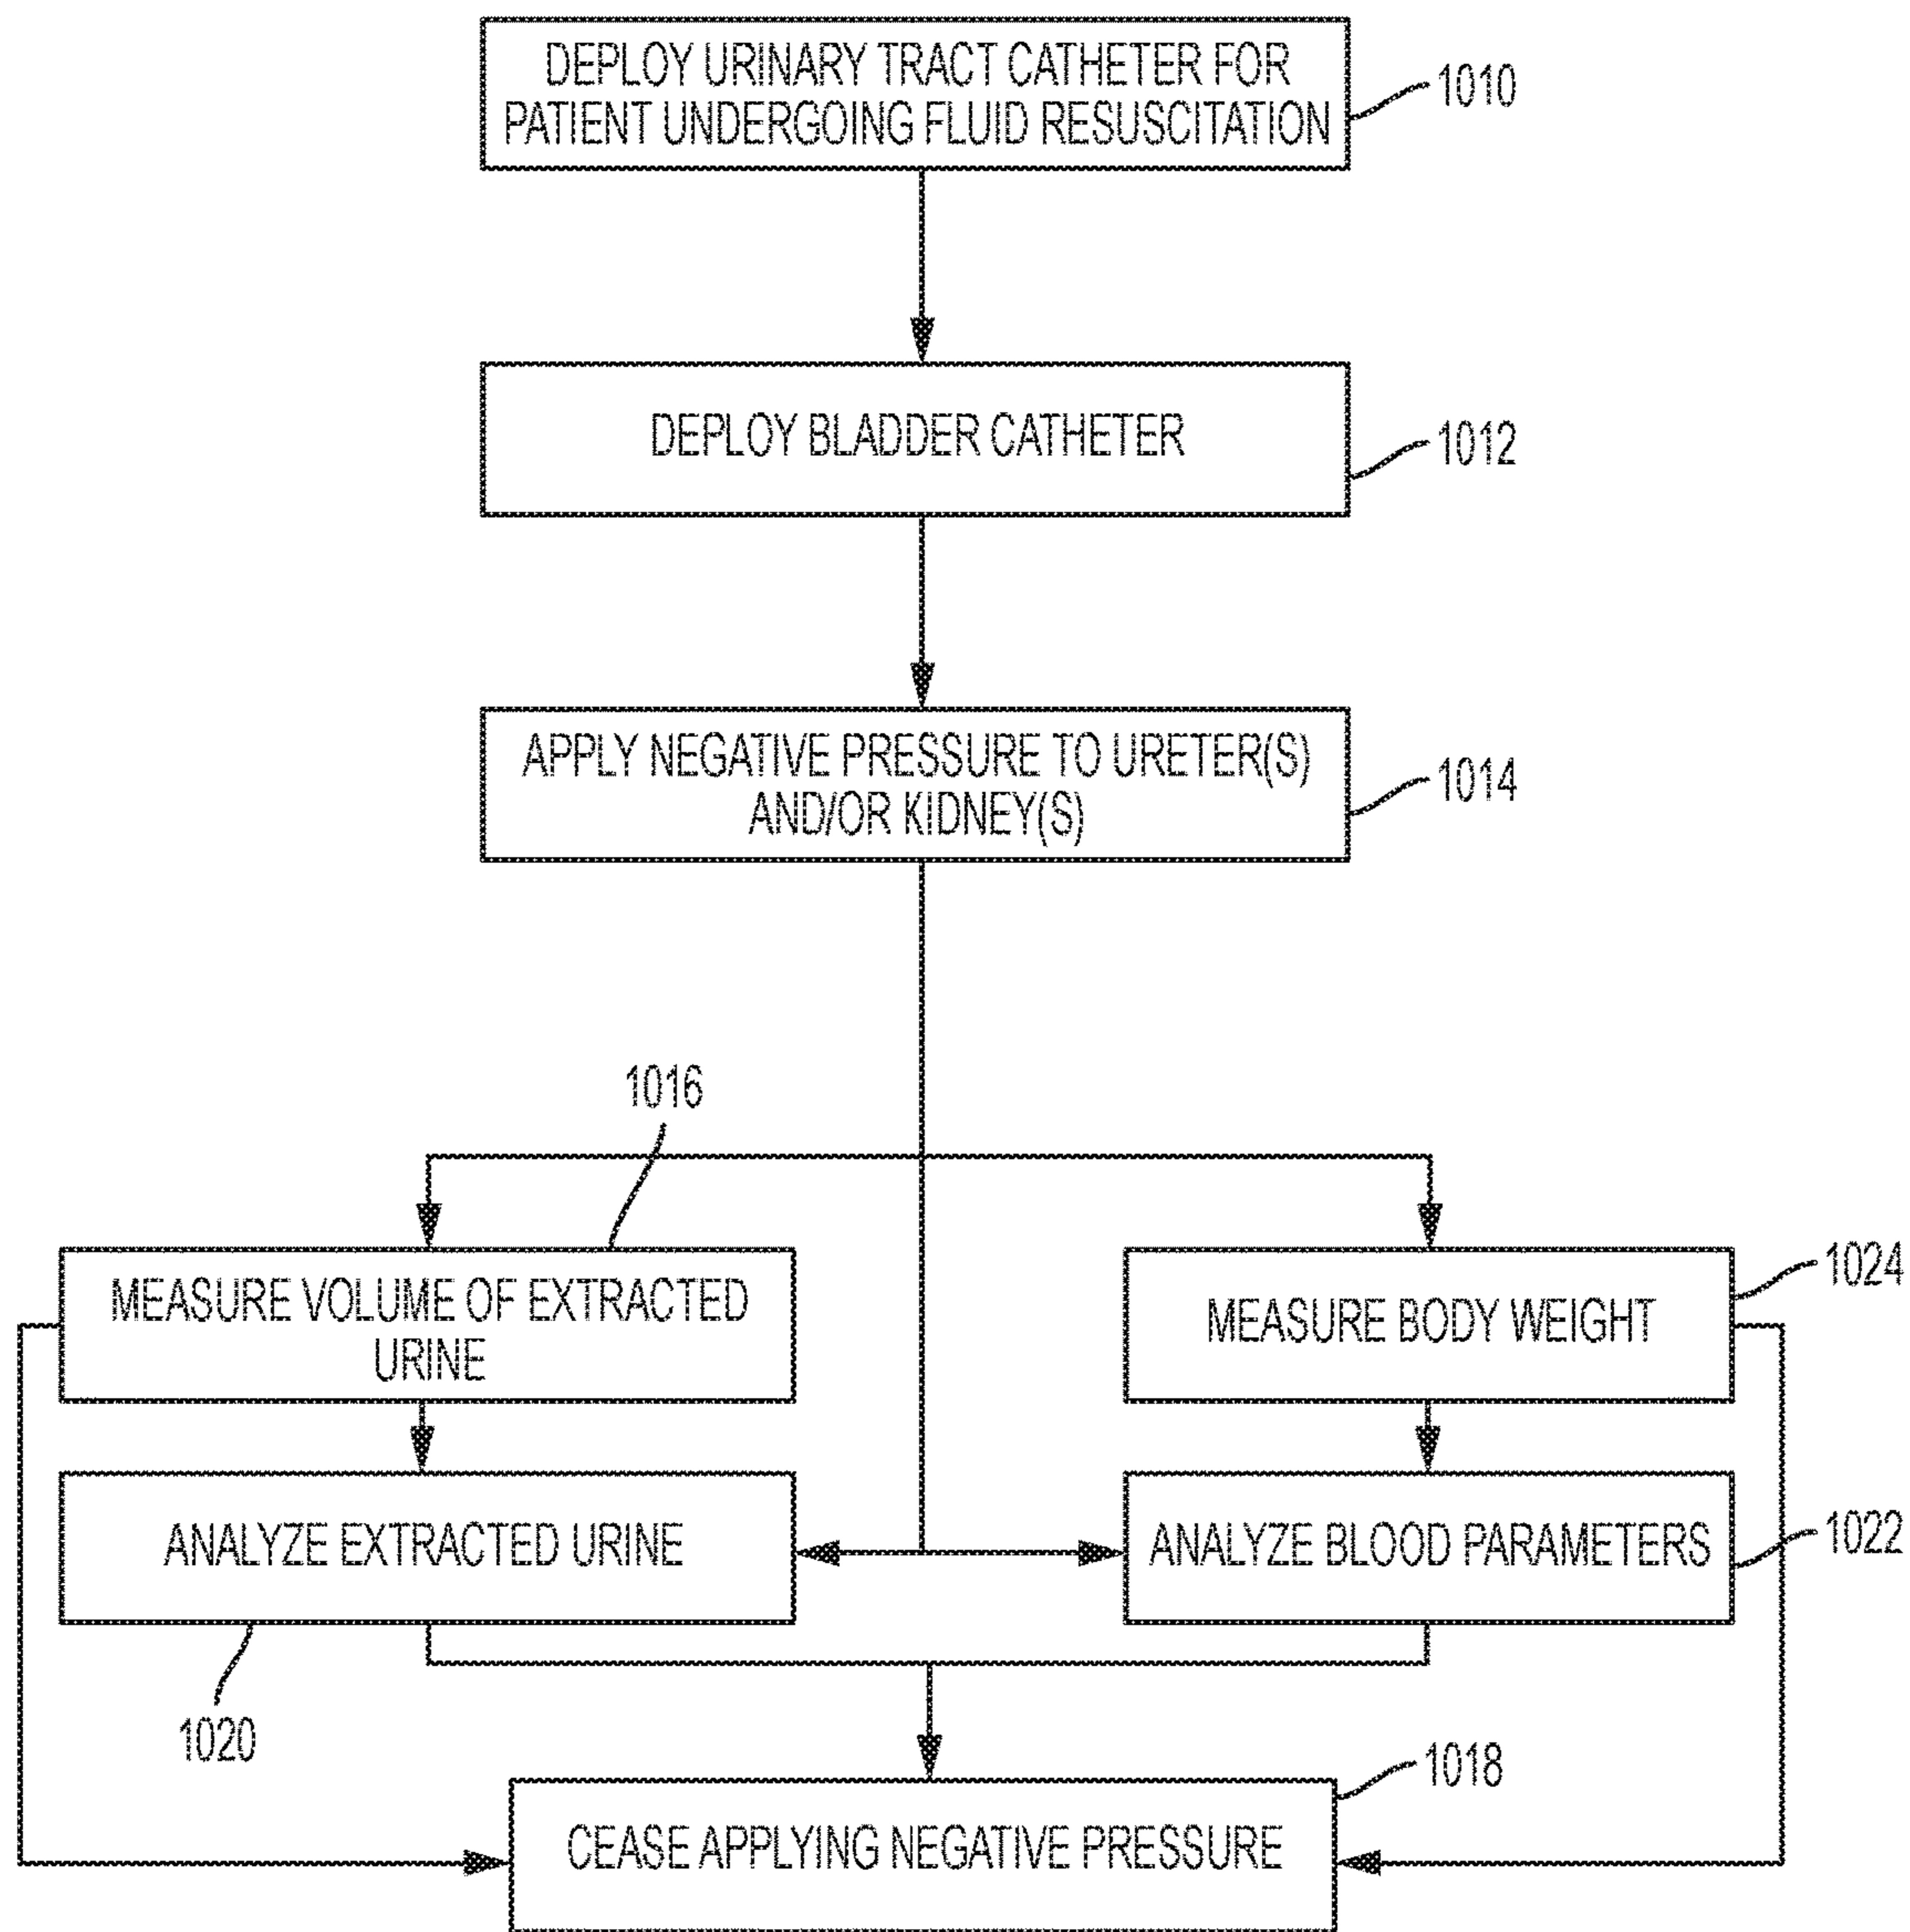 DEPLOY URINARY TRACT CATHETER FOR
PATIENT UNDERGOING FLUID RESUSCITATION
1010
DEPLOY BLADDER CATHETER
1012
APPLY NEGATIVE PRESSURE TO URETER(S)
AND/OR KIDNEY(S)
1014
1016
MEASURE VOLUME OF EXTRACTED
URINE
MEASURE BODY WEIGHT
1024
ANALYZE EXTRACTED URINE
ANALYZE BLOOD PARAMETERS
1022
1020
CEASE APPLYING NEGATIVE PRESSURE
1018